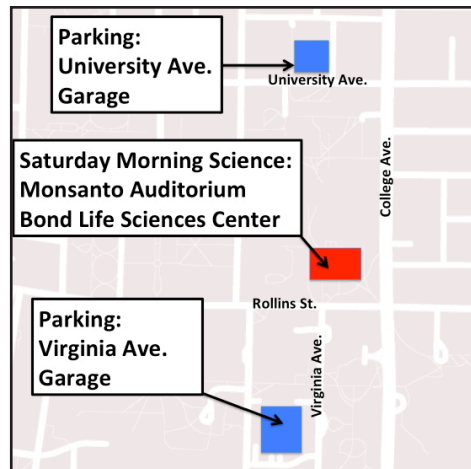 Parking:
University Ave.
Garage
University Ave.
College Ave.
Saturday Morning Science:
Monsanto Auditorium
Bond Life Sciences Center
Rollins St.
Parking:
Virginia Ave.
Garage
Virginia Ave.